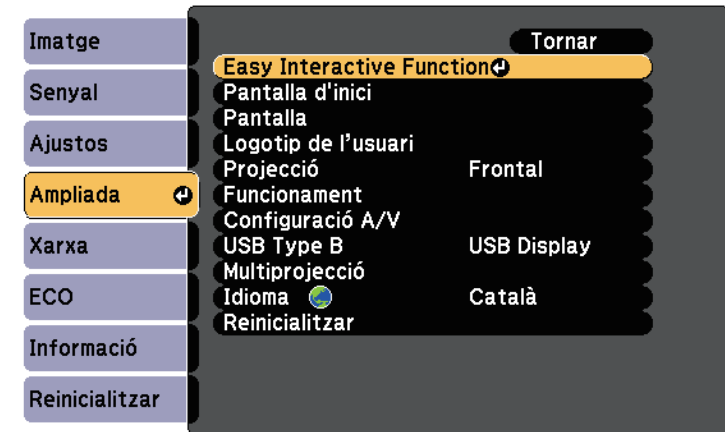 Imatge
Senyal
Ajustos
Ampliada
Xarxa
ECO
Informació
Reinicialitzar
Tornar
Easy Interactive Function
Pantalla d'inici
Pantalla
Logotip de l’usuari
Projecció Frontal
Funcionament
Configuració A/V
USB Type B USB Display
Multiprojecció
Idioma Català
Reinicialitzar